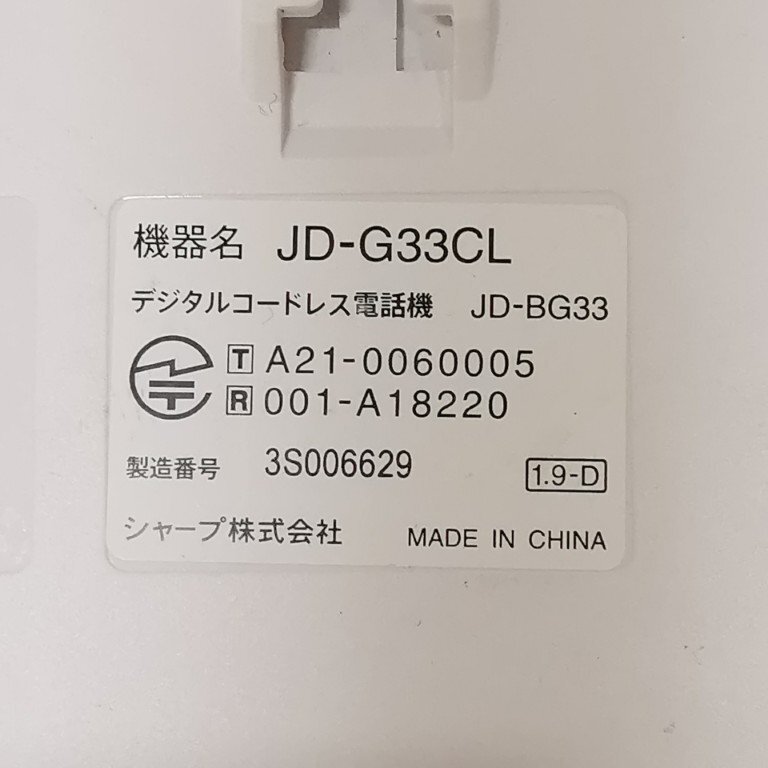 機器名 JD-G33CL
デジタルコードレス電話機 JD-BG33
T A21-0060005
R 001-A18220
製造番号 3S006629 1.9-D
シャープ株式会社 MADE IN CHINA